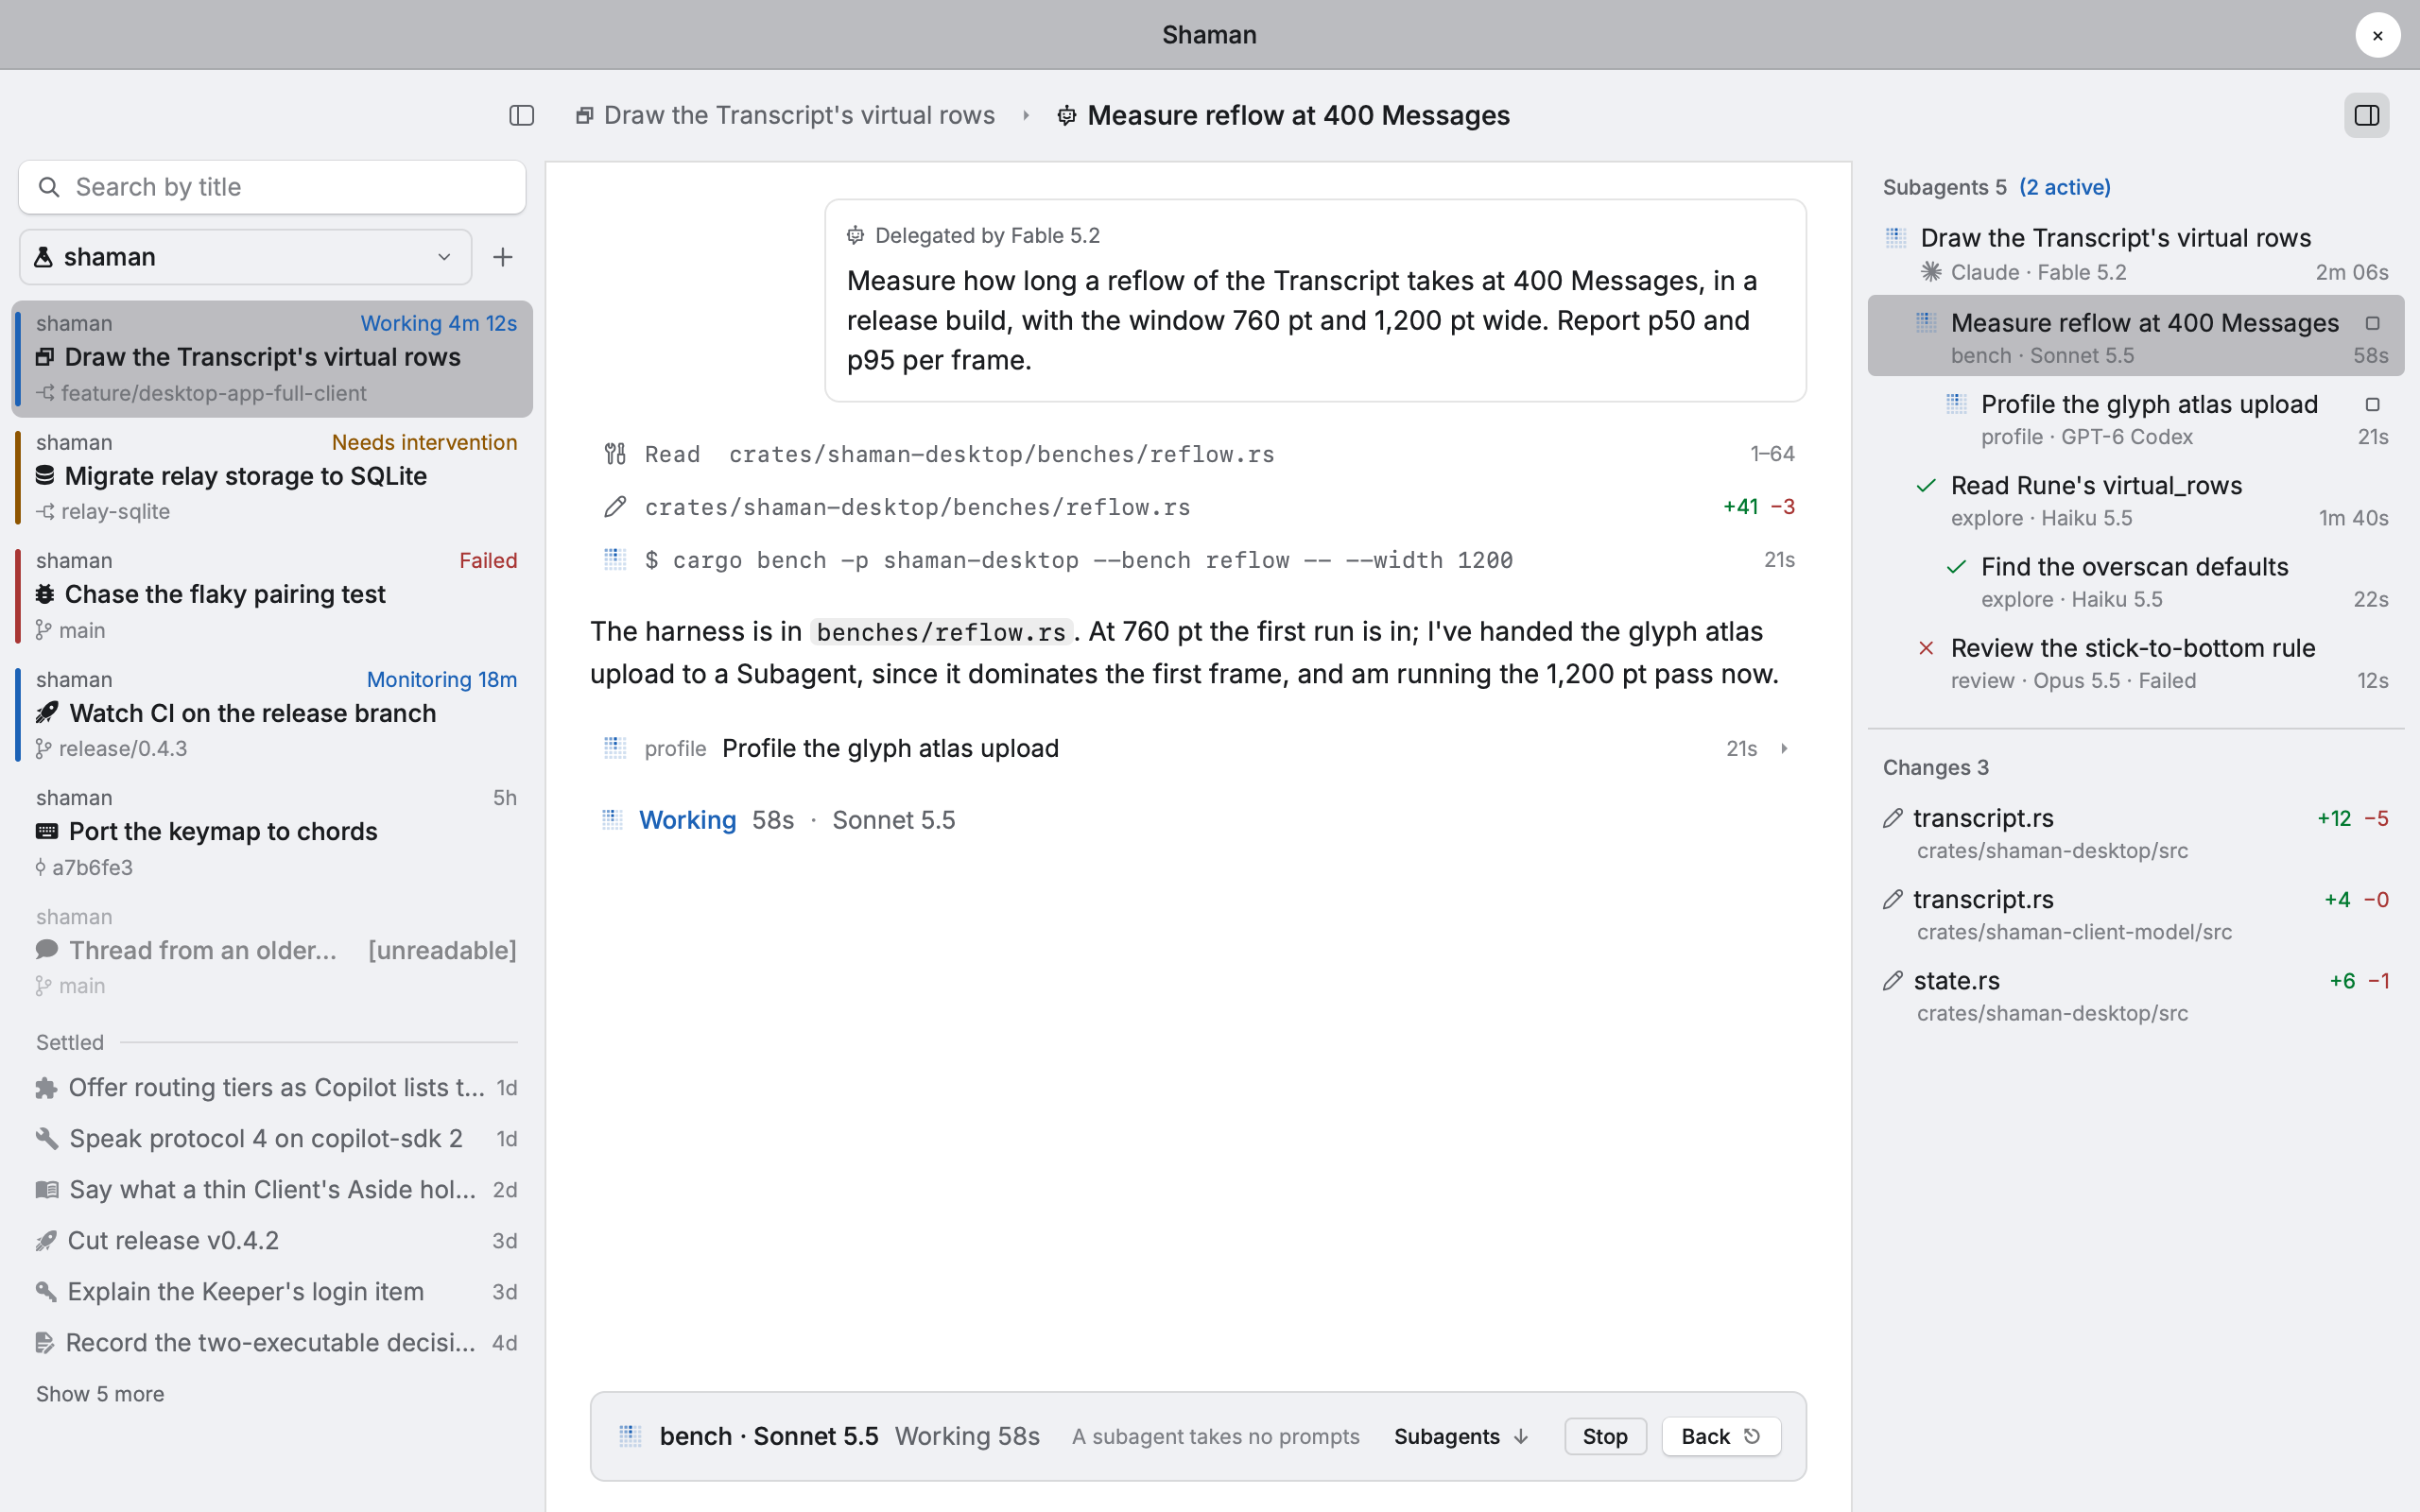 Shaman
Draw the Transcript's virtual rows
Measure reflow at 400 Messages
Search by title
shaman
shaman Working 4m 12s
Draw the Transcript's virtual rows
feature/desktop-app-full-client
shaman Needs intervention
Migrate relay storage to SQLite
relay-sqlite
shaman Failed
Chase the flaky pairing test
main
shaman Monitoring 18m
Watch CI on the release branch
release/0.4.3
shaman 5h
Port the keymap to chords
a7b6fe3
shaman
Thread from an older... [unreadable]
main
Settled
Offer routing tiers as Copilot lists t... 1d
Speak protocol 4 on copilot-sdk 2 1d
Say what a thin Client's Aside hol... 2d
Cut release v0.4.2 3d
Explain the Keeper's login item 3d
Record the two-executable decisi... 4d
Show 5 more
Delegated by Fable 5.2
Measure how long a reflow of the Transcript takes at 400 Messages, in a
release build, with the window 760 pt and 1,200 pt wide. Report p50 and
p95 per frame.
Read crates/shaman-desktop/benches/reflow.rs 1–64
crates/shaman-desktop/benches/reflow.rs +41 −3
$ cargo bench -p shaman-desktop --bench reflow -- --width 1200 21s
The harness is in benches/reflow.rs. At 760 pt the first run is in; I've handed the glyph atlas
upload to a Subagent, since it dominates the first frame, and am running the 1,200 pt pass now.
profile Profile the glyph atlas upload 21s
Working 58s · Sonnet 5.5
bench · Sonnet 5.5 Working 58s A subagent takes no prompts Subagents ↓ Stop Back
Subagents 5 (2 active)
Draw the Transcript's virtual rows
Claude · Fable 5.2 2m 06s
Measure reflow at 400 Messages
bench · Sonnet 5.5 58s
Profile the glyph atlas upload
profile · GPT-6 Codex 21s
Read Rune's virtual_rows
explore · Haiku 5.5 1m 40s
Find the overscan defaults
explore · Haiku 5.5 22s
Review the stick-to-bottom rule
review · Opus 5.5 · Failed 12s
Changes 3
transcript.rs +12 −5
crates/shaman-desktop/src
transcript.rs +4 −0
crates/shaman-client-model/src
state.rs +6 −1
crates/shaman-desktop/src